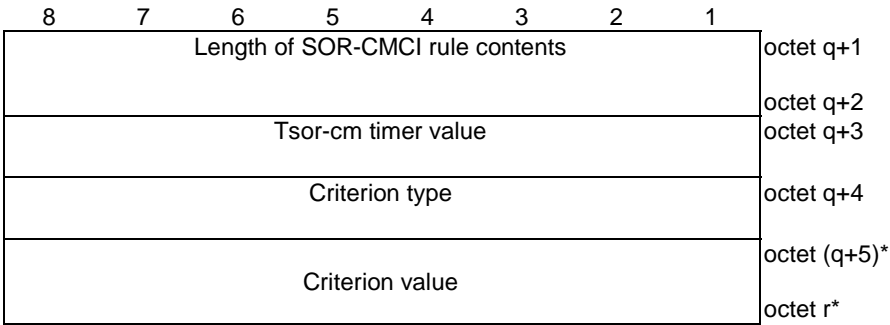 8 7 6 5 4 3 2 1
Length of SOR-CMCI rule contents octet q+1
octet q+2
Tsor-cm timer value octet q+3
Criterion type octet q+4
octet (q+5)*
Criterion value
octet r*